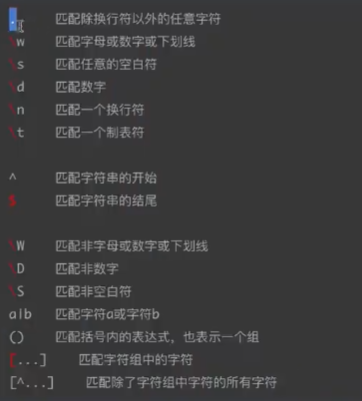 . 匹配除换行符以外的任意字符
\w 匹配字母或数字或下划线
\s 匹配任意的空白符
\d 匹配数字
\n 匹配一个换行符
\t 匹配一个制表符
^ 匹配字符串的开始
$ 匹配字符串的结尾
\W 匹配非字母或数字或下划线
\D 匹配非数字
\S 匹配非空白符
a|b 匹配字符a或字符b
() 匹配括号内的表达式，也表示一个组
[...] 匹配字符组中的字符
[^...] 匹配除了字符组中字符的所有字符